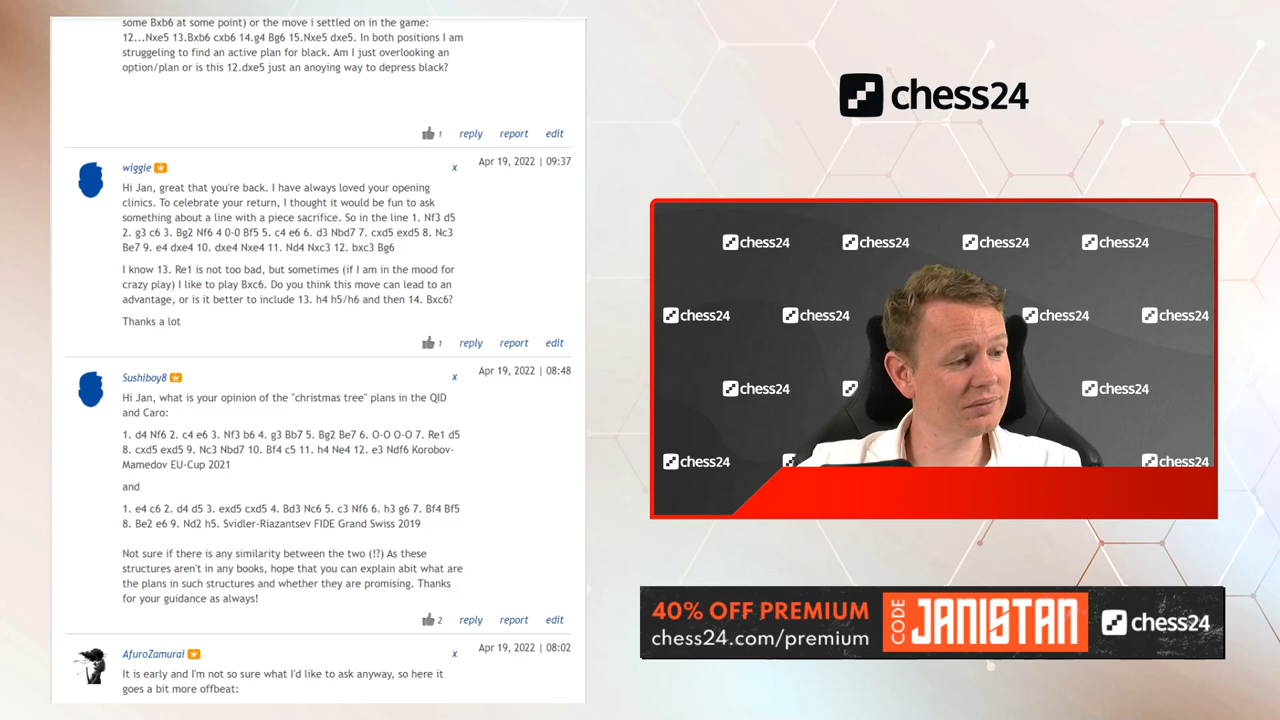 some Bxb6 at some point) or the move i settled on in the game:
12...Nxe5 13.Bxb6 cxb6 14.g4 Bg6 15.Nxe5 dxe5. In both positions I am
struggeling to find an active plan for black. Am I just overlooking an
option/plan or is this 12.dxe5 just an anoying way to depress black?
1 reply report edit
wiggie x Apr 19, 2022 | 09:37
Hi Jan, great that you're back. I have always loved your opening
clinics. To celebrate your return, I thought it would be fun to ask
something about a line with a piece sacrifice. So in the line 1. Nf3 d5
2. g3 c6 3. Bg2 Nf6 4 0-0 Bf5 5. c4 e6 6. d3 Nbd7 7. cxd5 exd5 8. Nc3
Be7 9. e4 dxe4 10. dxe4 Nxe4 11. Nd4 Nxc3 12. bxc3 Bg6
I know 13. Re1 is not too bad, but sometimes (if I am in the mood for
crazy play) I like to play Bxc6. Do you think this move can lead to an
advantage, or is it better to include 13. h4 h5/h6 and then 14. Bxc6?
Thanks a lot
1 reply report edit
Sushiboy8 x Apr 19, 2022 | 08:48
Hi Jan, what is your opinion of the "christmas tree" plans in the QID
and Caro:
1. d4 Nf6 2. c4 e6 3. Nf3 b6 4. g3 Bb7 5. Bg2 Be7 6. O-O O-O 7. Re1 d5
8. cxd5 exd5 9. Nc3 Nbd7 10. Bf4 c5 11. h4 Ne4 12. e3 Ndf6 Korobov-
Mamedov EU-Cup 2021
and
1. e4 c6 2. d4 d5 3. exd5 cxd5 4. Bd3 Nc6 5. c3 Nf6 6. h3 g6 7. Bf4 Bf5
8. Be2 e6 9. Nd2 h5. Svidler-Riazantsev FIDE Grand Swiss 2019
Not sure if there is any similarity between the two (!?) As these
structures aren't in any books, hope that you can explain abit what are
the plans in such structures and whether they are promising. Thanks
for your guidance as always!
2 reply report edit
AfuroZamurai x Apr 19, 2022 | 08:02
It is early and I'm not so sure what I'd like to ask anyway, so here it
goes a bit more offbeat:
chess24
chess24 chess24 chess24 chess24
chess24 chess24 chess24 chess24
chess24 chess24
chess24 chess24
40% OFF PREMIUM
chess24.com/premium
CODE
JANISTAN
chess24